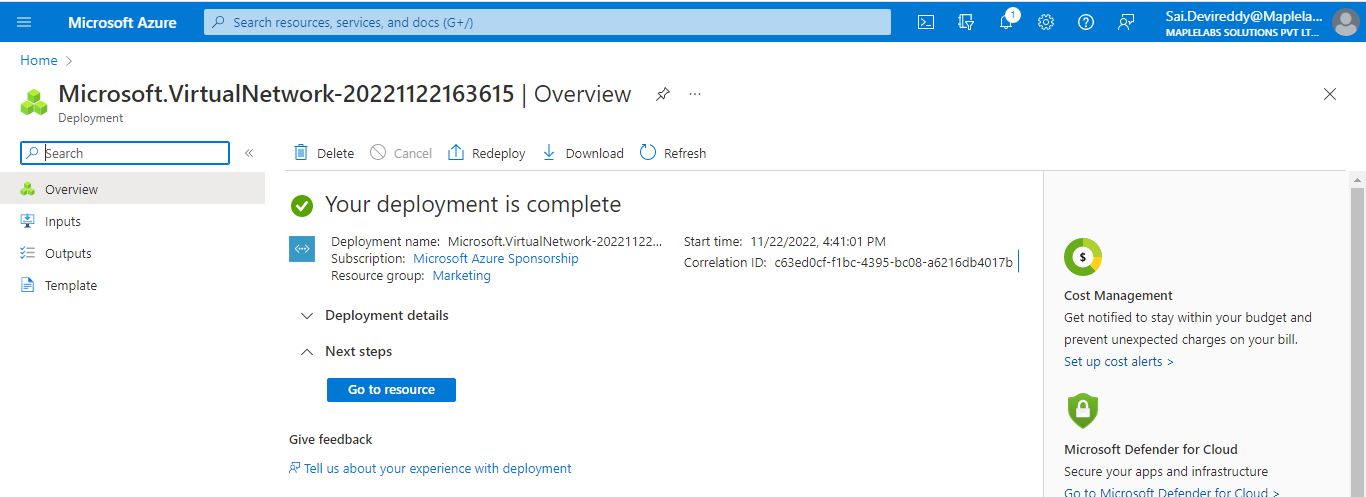 Microsoft Azure
Search resources, services, and docs (G+/)
1
Sai.Devireddy@Maplela...
MAPLELABS SOLUTIONS PVT LT...
Home >
Microsoft.VirtualNetwork-20221122163615 | Overview
...
Deployment
Search
«
Delete
Cancel
Redeploy
Download
Refresh
Overview
Inputs
Outputs
Template
Your deployment is complete
Deployment name: Microsoft.VirtualNetwork-20221122...
Subscription: Microsoft Azure Sponsorship
Resource group: Marketing
Start time: 11/22/2022, 4:41:01 PM
Correlation ID: c63ed0cf-f1bc-4395-bc08-a6216db4017b
Deployment details
Next steps
Go to resource
Give feedback
Tell us about your experience with deployment
$
Cost Management
Get notified to stay within your budget and
prevent unexpected charges on your bill.
Set up cost alerts >
Microsoft Defender for Cloud
Secure your apps and infrastructure
Go to Microsoft Defender for Cloud >